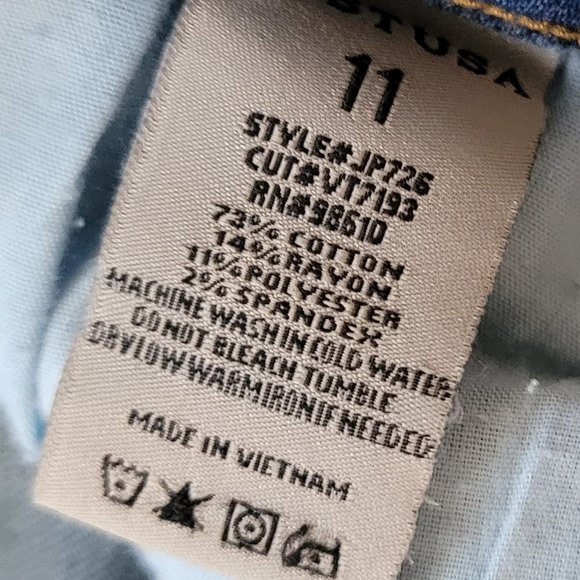 STUSA
11
STYLE#JP726
CUT#VT7193
RN#98610
73% COTTON
14% RAYON
11% POLYESTER
2% SPANDEX
MACHINE WASH IN COLD WATER
DO NOT BLEACH TUMBLE
DRY LOW WARM IRON IF NEEDED
MADE IN VIETNAM